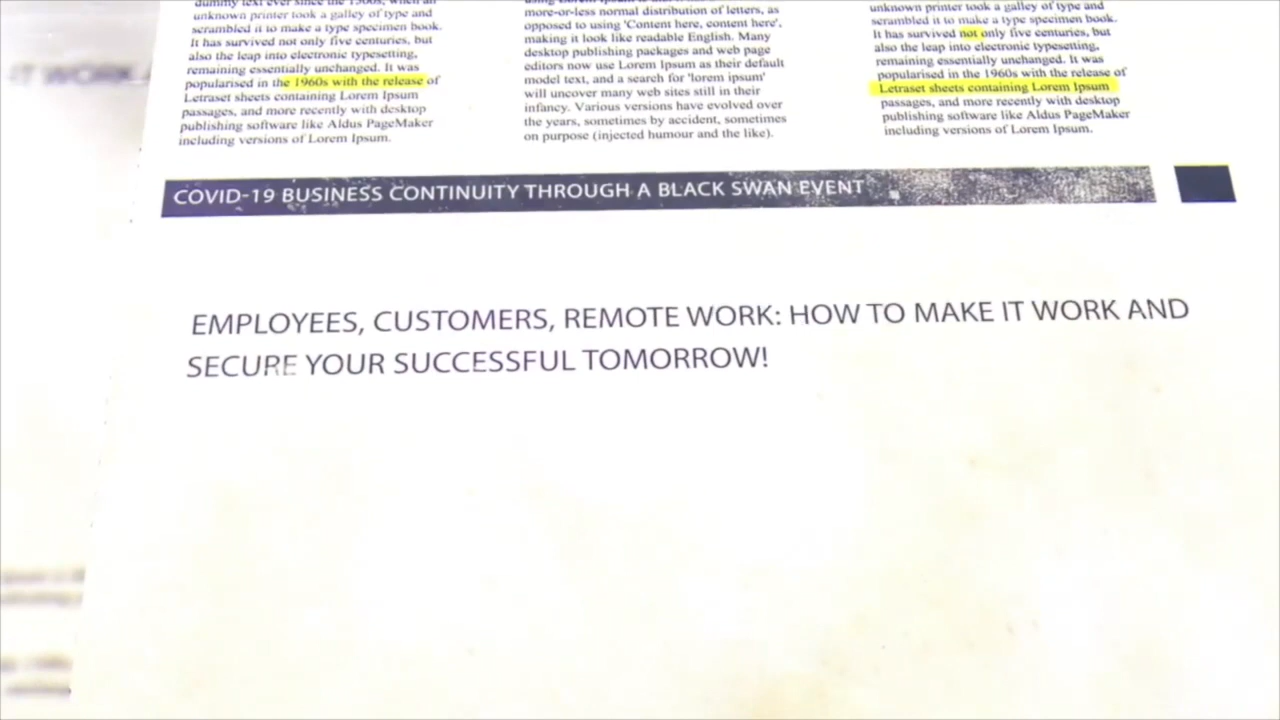 dummy text ever since the 1500s, when an
unknown printer took a galley of type and
scrambled it to make a type specimen book.
It has survived not only five centuries, but
also the leap into electronic typesetting,
remaining essentially unchanged. It was
popularised in the 1960s with the release of
Letraset sheets containing Lorem Ipsum
passages, and more recently with desktop
publishing software like Aldus PageMaker
including versions of Lorem Ipsum.
more-or-less normal distribution of letters, as
opposed to using 'Content here, content here',
making it look like readable English. Many
desktop publishing packages and web page
editors now use Lorem Ipsum as their default
model text, and a search for 'lorem ipsum'
will uncover many web sites still in their
infancy. Various versions have evolved over
the years, sometimes by accident, sometimes
on purpose (injected humour and the like).
unknown printer took a galley of type and
scrambled it to make a type specimen book.
It has survived not only five centuries, but
also the leap into electronic typesetting,
remaining essentially unchanged. It was
popularised in the 1960s with the release of
Letraset sheets containing Lorem Ipsum
passages, and more recently with desktop
publishing software like Aldus PageMaker
including versions of Lorem Ipsum.
COVID-19 BUSINESS CONTINUITY THROUGH A BLACK SWAN EVENT
EMPLOYEES, CUSTOMERS, REMOTE WORK: HOW TO MAKE IT WORK AND
SECURE YOUR SUCCESSFUL TOMORROW!